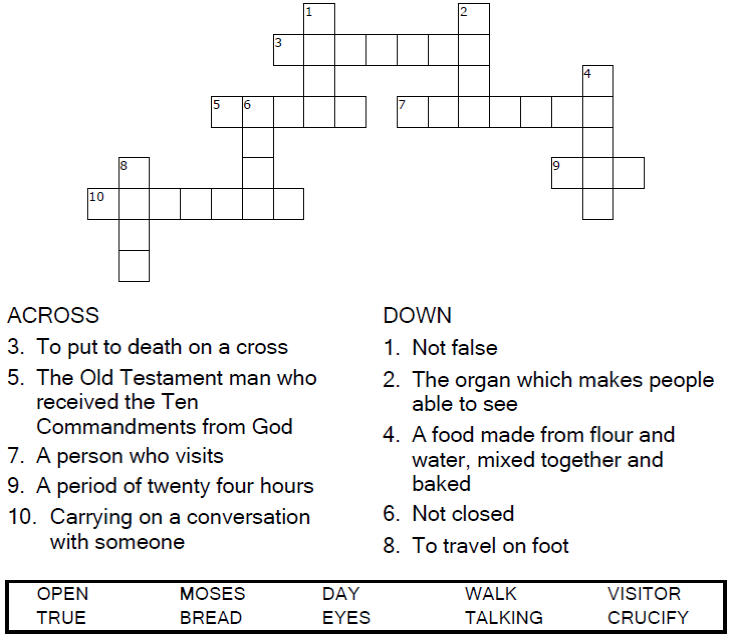 1
2
3
4
5
6
7
8
9
10
ACROSS
3. To put to death on a cross
5. The Old Testament man who
received the Ten
Commandments from God
7. A person who visits
9. A period of twenty four hours
10. Carrying on a conversation
with someone
DOWN
1. Not false
2. The organ which makes people
able to see
4. A food made from flour and
water, mixed together and
baked
6. Not closed
8. To travel on foot
OPEN MOSES DAY WALK VISITOR
TRUE BREAD EYES TALKING CRUCIFY